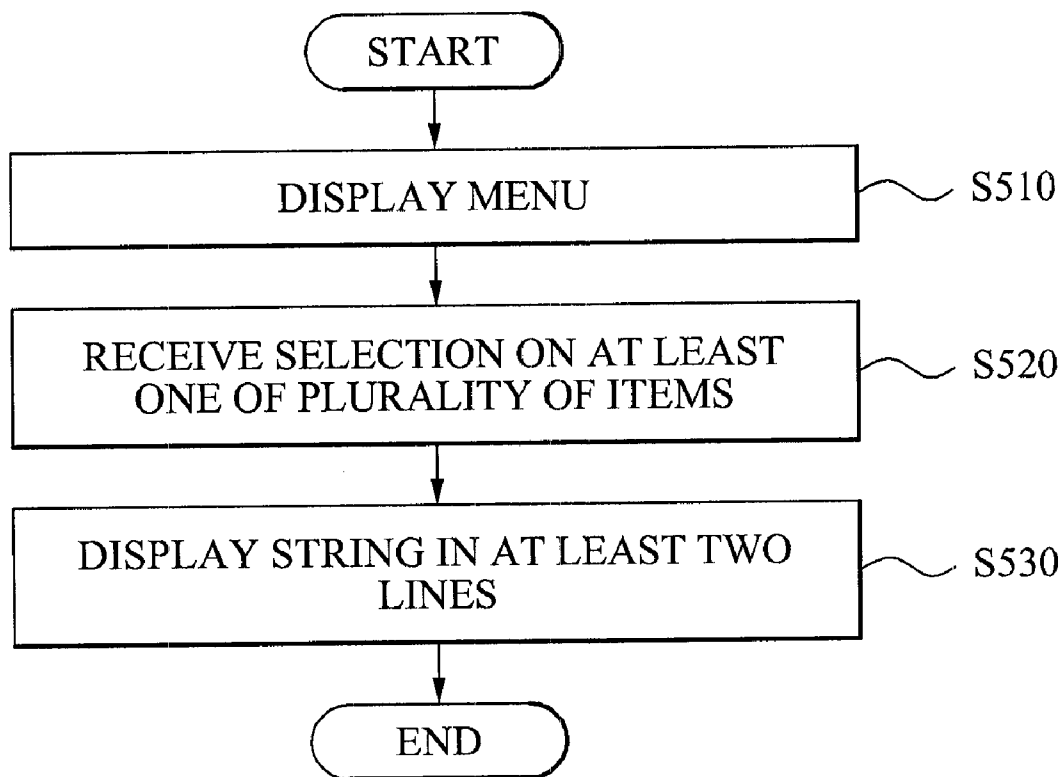 START
DISPLAY MENU
S510
RECEIVE SELECTION ON AT LEAST
ONE OF PLURALITY OF ITEMS
S520
DISPLAY STRING IN AT LEAST TWO
LINES
S530
END